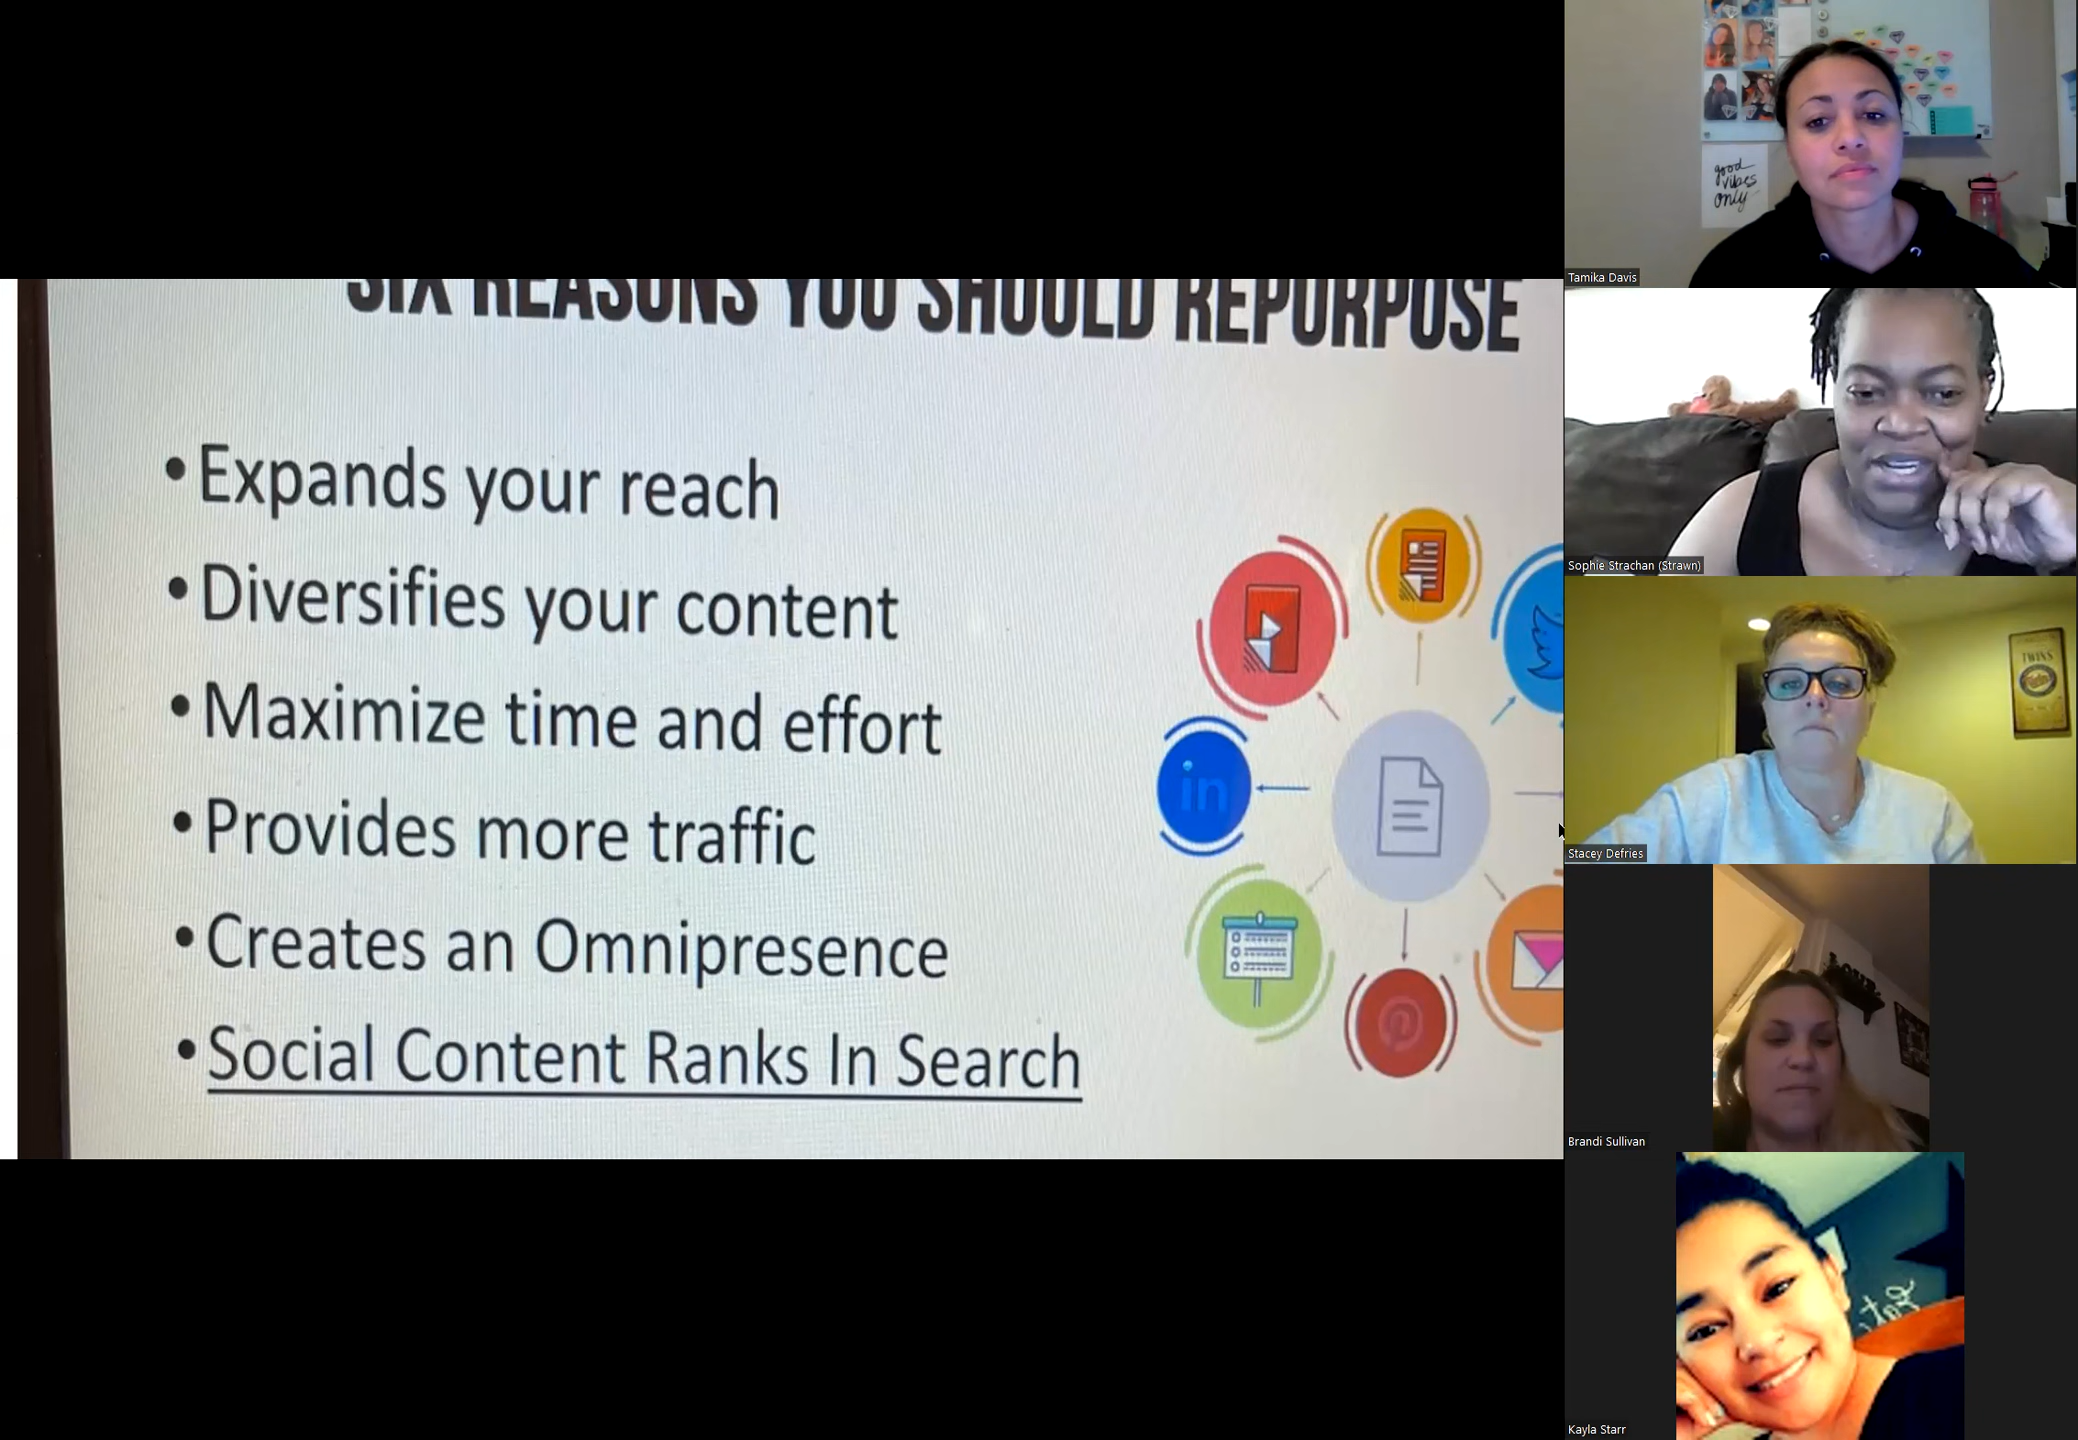 SIX REASONS YOU SHOULD REPURPOSE
• Expands your reach
• Diversifies your content
• Maximize time and effort
• Provides more traffic
• Creates an Omnipresence
• Social Content Ranks In Search
in
good
vibes
only
Tamika Davis
Sophie Strachan (Strawn)
TWINS
Stacey Defries
Brandi Sullivan
Kayla Starr